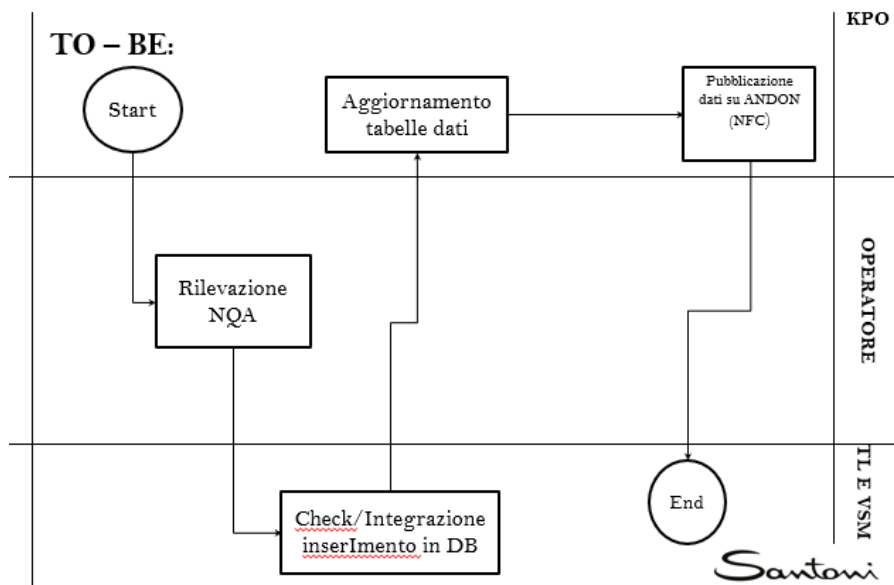 KPO
TO – BE:
Start
Aggiornamento
tabelle dati
Pubblicazione
dati su ANDON
(NFC)
Rilevazione
NQA
OPERATORE
Check/Integrazione
inserImento in DB
End
TL E VSM
Santoni